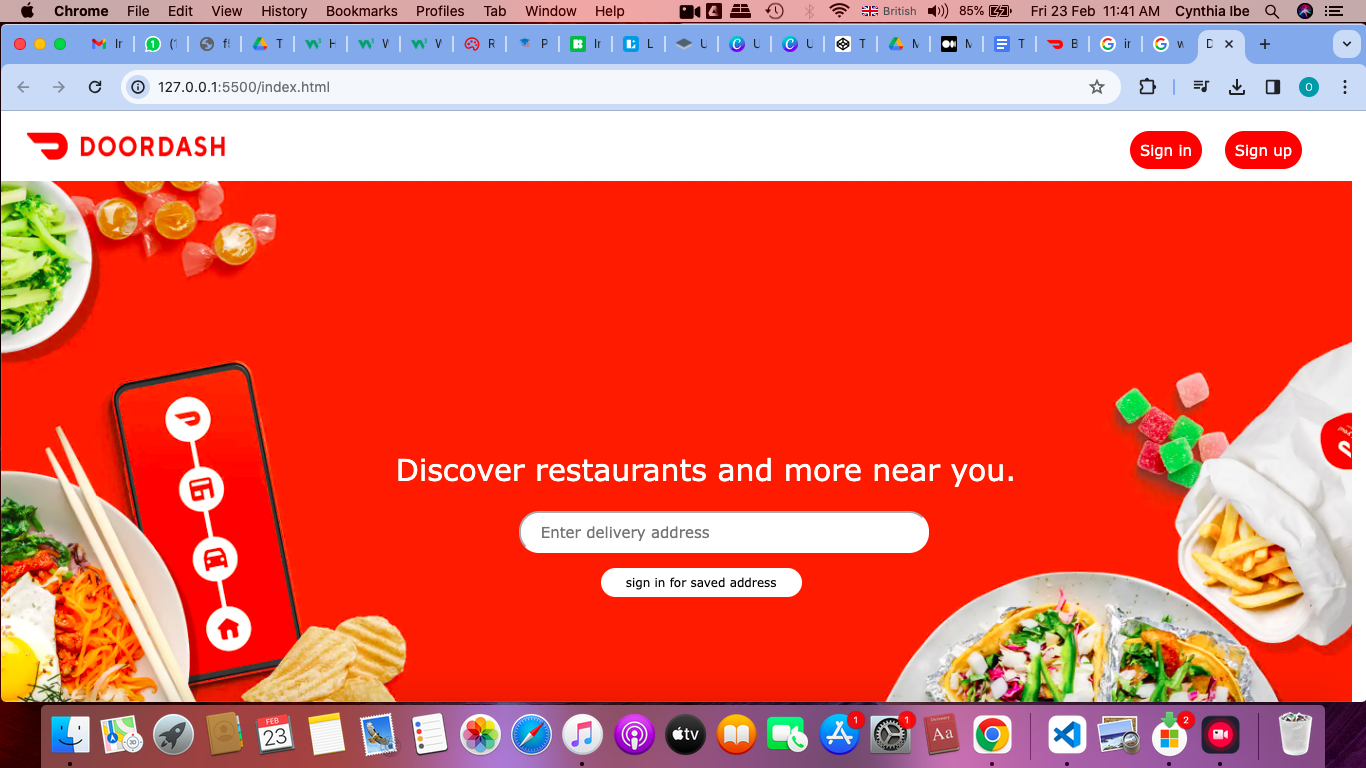 Chrome File Edit View History Bookmarks Profiles Tab Window Help British 85% Fri 23 Feb 11:41 AM Cynthia Ibe
127.0.0.1:5500/index.html
DOORDASH
Sign in Sign up
Discover restaurants and more near you.
Enter delivery address
sign in for saved address
FEB
23
tv
Aa
1
1
2